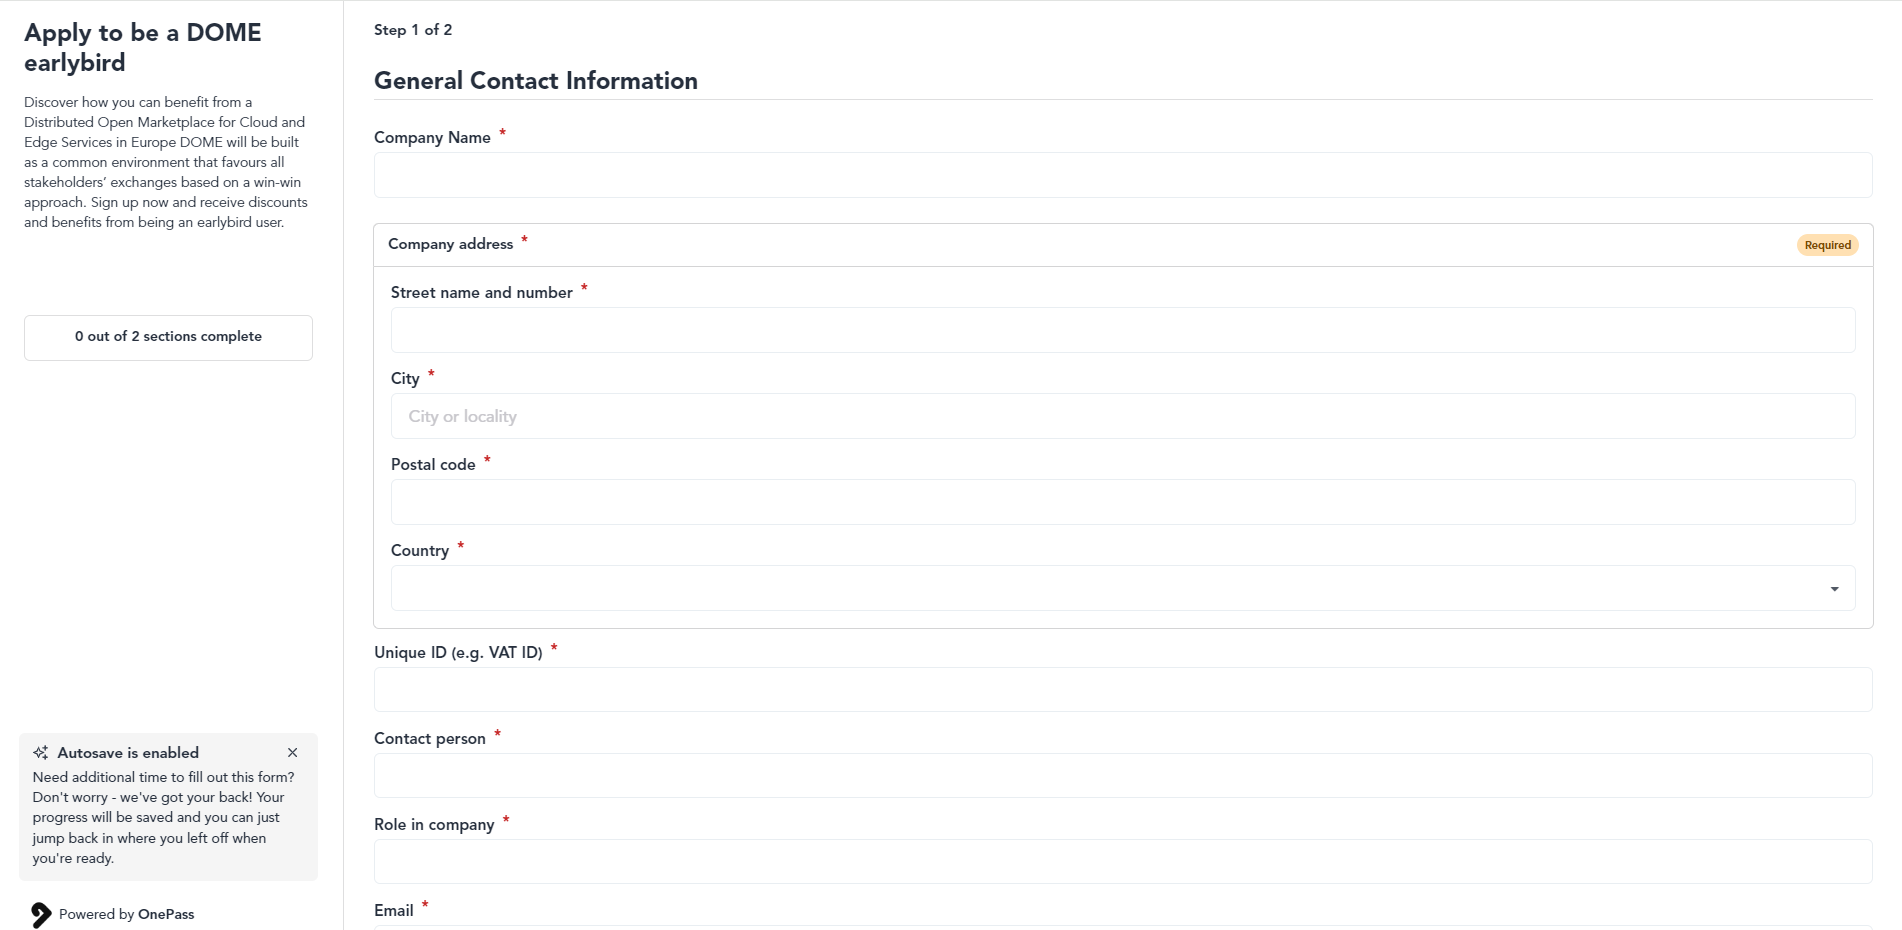 Apply to be a DOME
earlybird
Discover how you can benefit from a
Distributed Open Marketplace for Cloud and
Edge Services in Europe DOME will be built
as a common environment that favours all
stakeholders’ exchanges based on a win-win
approach. Sign up now and receive discounts
and benefits from being an earlybird user.
0 out of 2 sections complete
Autosave is enabled
Need additional time to fill out this form?
Don't worry - we've got your back! Your
progress will be saved and you can just
jump back in where you left off when
you're ready.
Powered by OnePass
Step 1 of 2
General Contact Information
Company Name *
Company address *
Required
Street name and number *
City *
City or locality
Postal code *
Country *
Unique ID (e.g. VAT ID) *
Contact person *
Role in company *
Email *